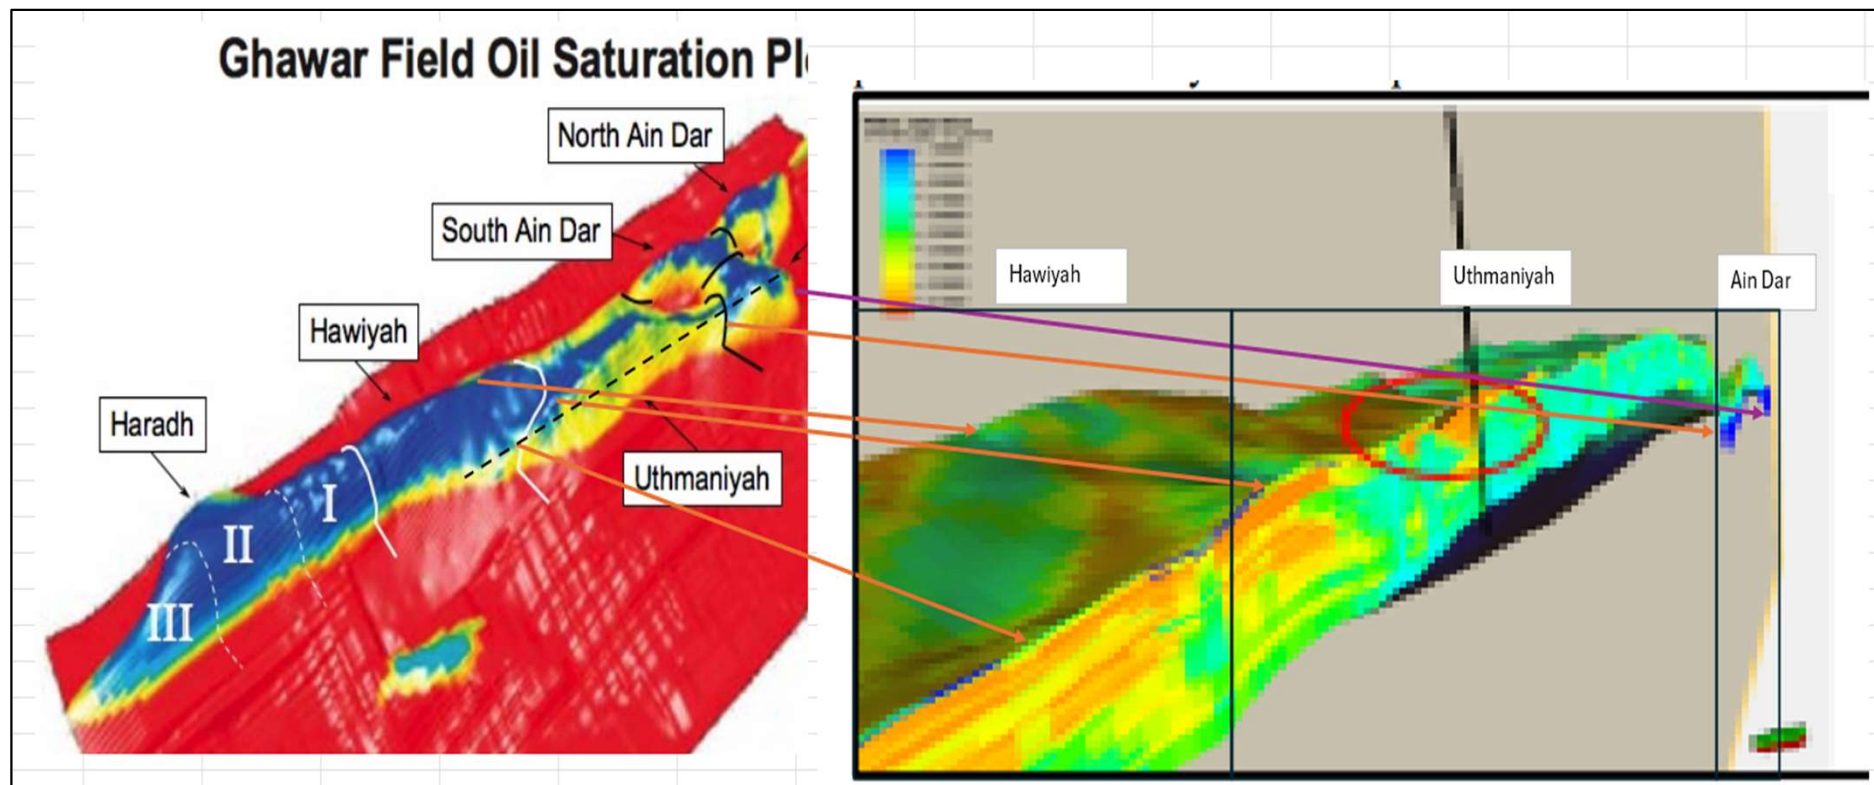 Ghawar Field Oil Saturation Pl
North Ain Dar
South Ain Dar
Hawiyah
Haradh
I
II
III
Uthmaniyah
Hawiyah
Uthmaniyah
Ain Dar